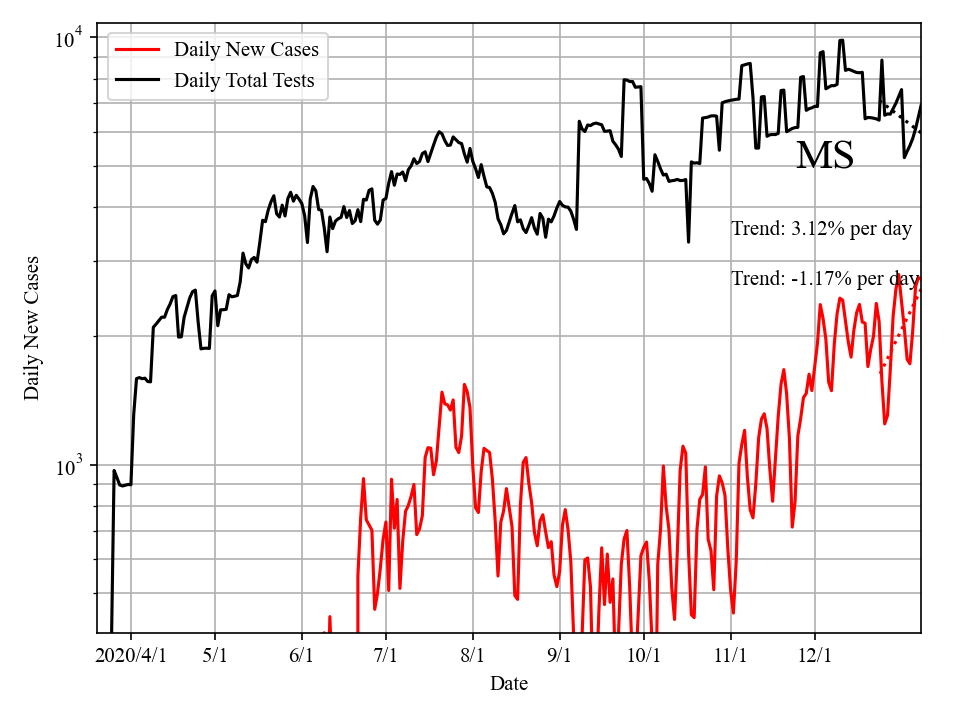 10^4
Daily New Cases
Daily Total Tests
MS
Trend: 3.12% per day
Trend: -1.17% per day
Daily New Cases
10^3
2020/4/1 5/1 6/1 7/1 8/1 9/1 10/1 11/1 12/1
Date